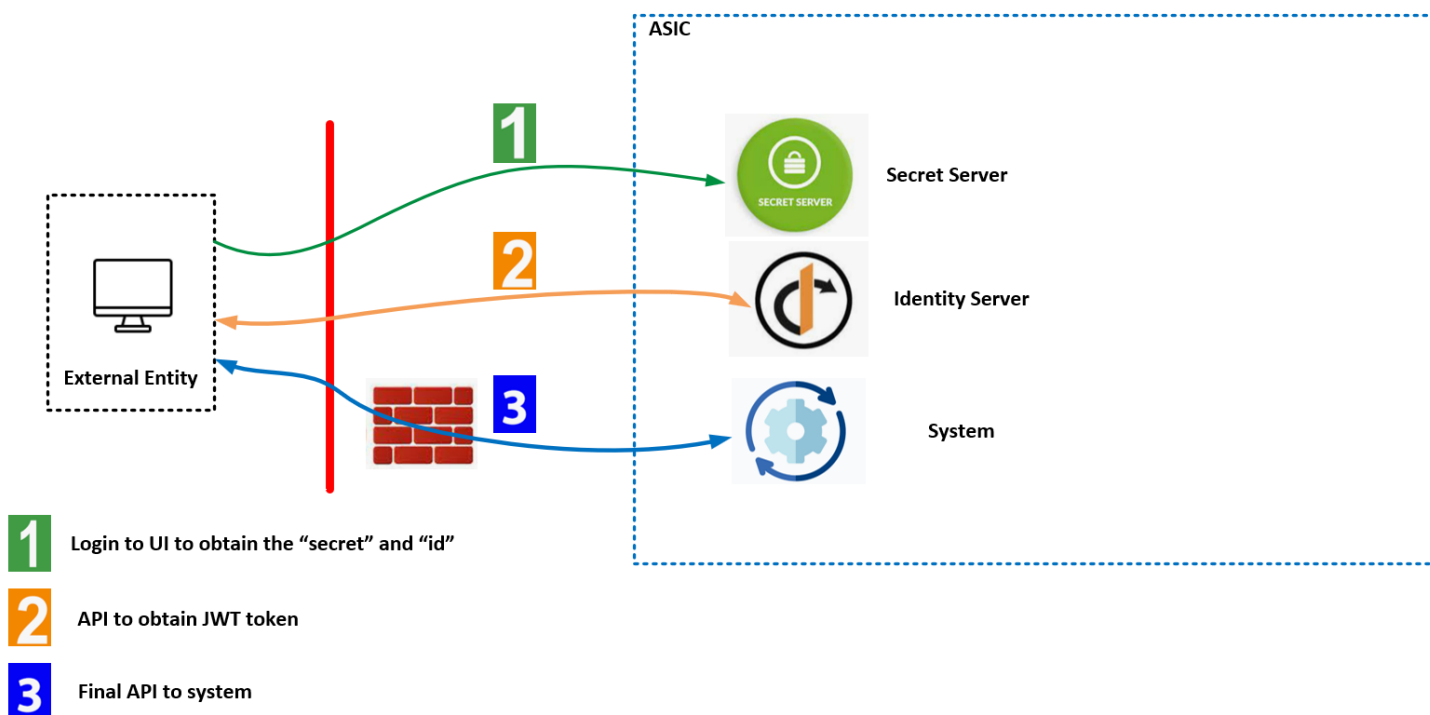 ASIC
1
SECRET SERVER
Secret Server
2
Identity Server
External Entity
3
System
1 Login to UI to obtain the “secret” and “id”
2 API to obtain JWT token
3 Final API to system